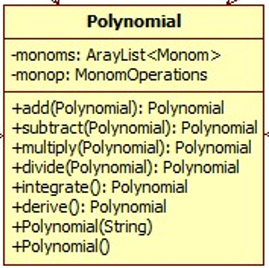 Polynomial
-monoms: ArayList<Monom>
-monop: MonomOperations
+add(Polynomial): Polynomial
+subtract(Polynomial): Polynomial
+multiply(Polynomial): Polynomial
+divide(Polynomial): Polynomial
+integrate(): Polynomial
+derive(): Polynomial
+Polynomial(String)
+Polynomial()